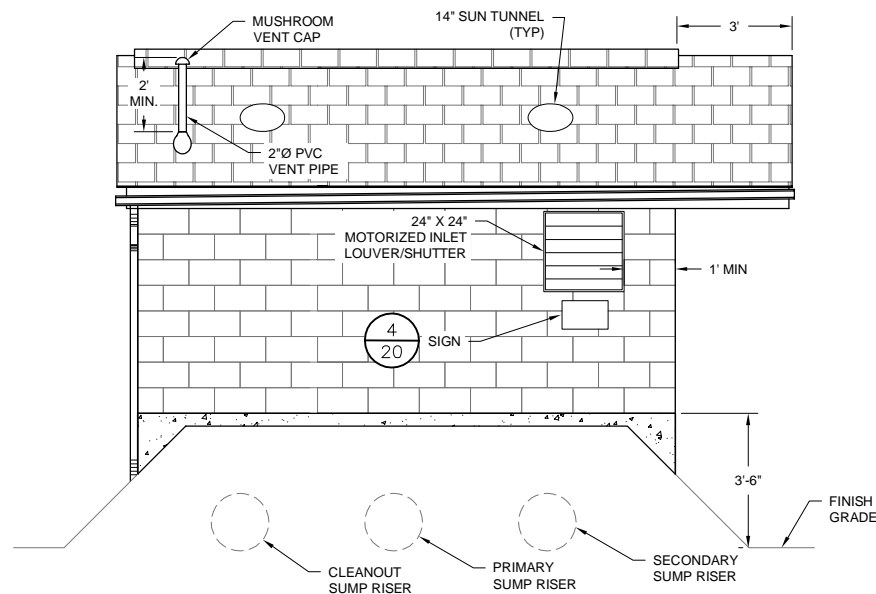 MUSHROOM
VENT CAP
14" SUN TUNNEL
(TYP)
3'
2'
MIN.
2"Ø PVC
VENT PIPE
24" X 24"
MOTORIZED INLET
LOUVER/SHUTTER
1' MIN
4
20
SIGN
3'-6"
FINISH
GRADE
CLEANOUT
SUMP RISER
PRIMARY
SUMP RISER
SECONDARY
SUMP RISER